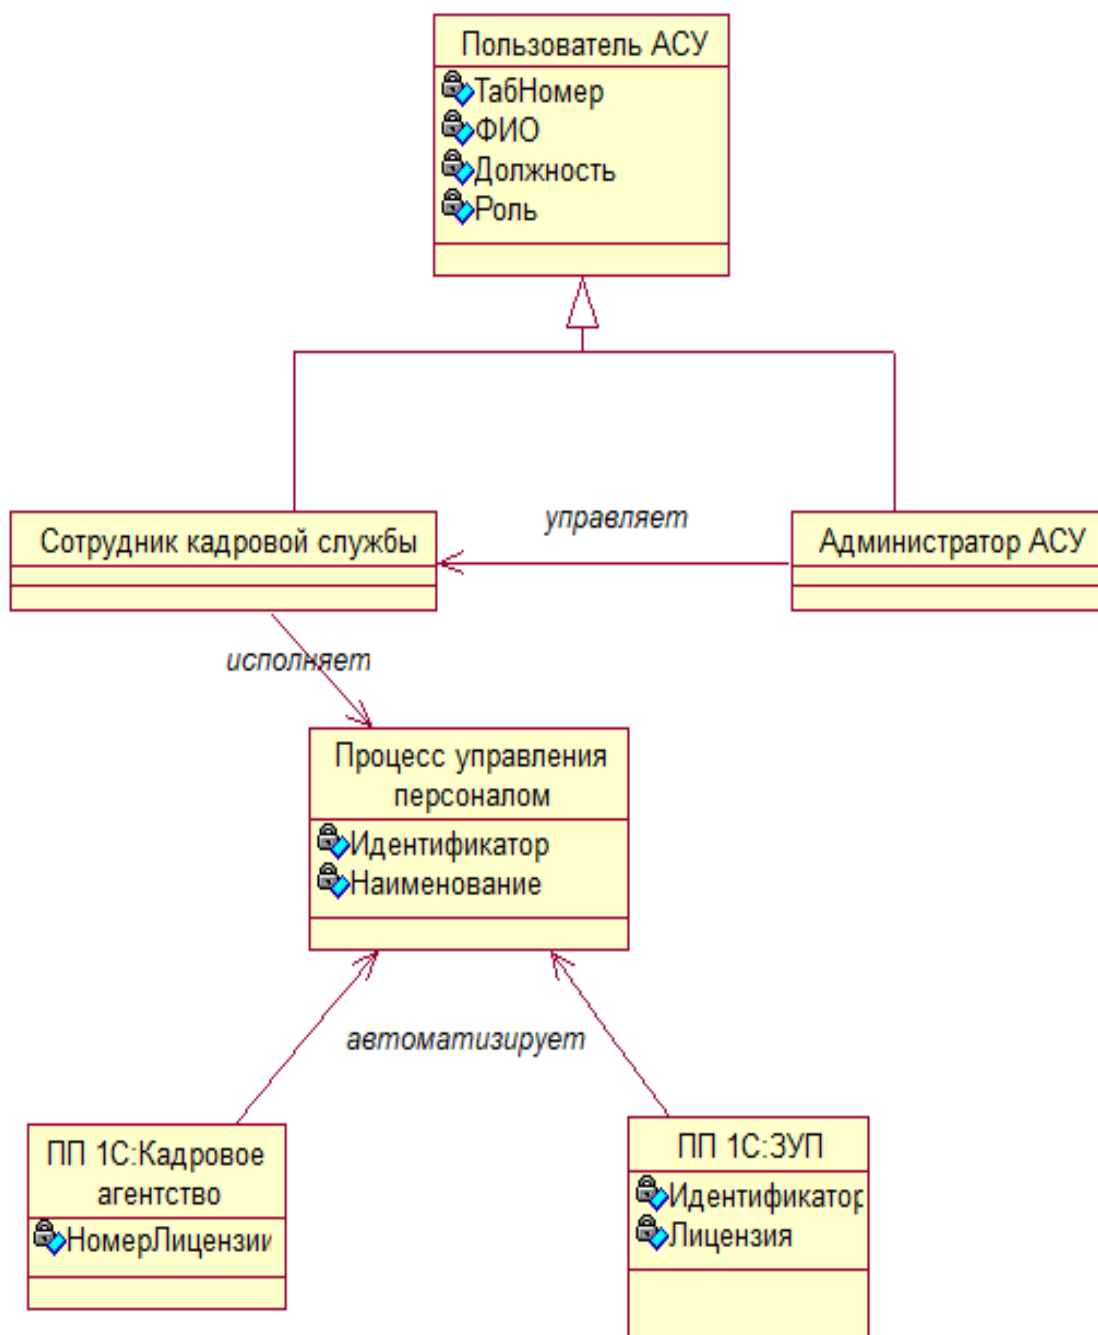 Пользователь АСУ
ТабНомер
ФИО
Должность
Роль
управляет
Сотрудник кадровой службы
Администратор АСУ
исполняет
Процесс управления
персоналом
Идентификатор
Наименование
автоматизирует
ПП 1С:Кадровое
агентство
НомерЛицензии
ПП 1С:ЗУП
Идентификатор
Лицензия